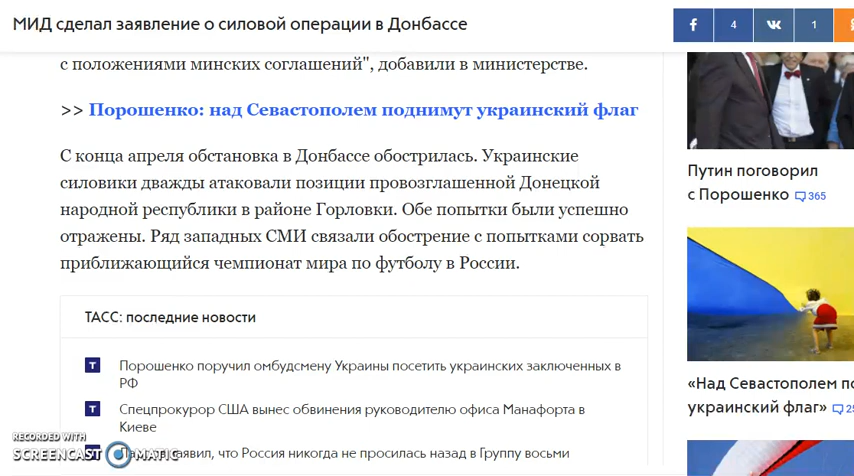 МИД сделал заявление о силовой операции в Донбассе
4
1
с положениями минских соглашений", добавили в министерстве.
>> Порошенко: над Севастополем поднимут украинский флаг
С конца апреля обстановка в Донбассе обострилась. Украинские
силовики дважды атаковали позиции провозглашенной Донецкой
народной республики в районе Горловки. Обе попытки были успешно
отражены. Ряд западных СМИ связали обострение с попытками сорвать
приближающийся чемпионат мира по футболу в России.
ТАСС: последние новости
Порошенко поручил омбудсмену Украины посетить украинских заключенных в
РФ
Спецпрокурор США вынес обвинения руководителю офиса Манафорта в
Киеве
заявил, что Россия никогда не просилась назад в Группу восьми
Путин поговорил
с Порошенко 365
«Над Севастополем
украинский флаг»
RECORDED WITH
SCREENCAST MATIC